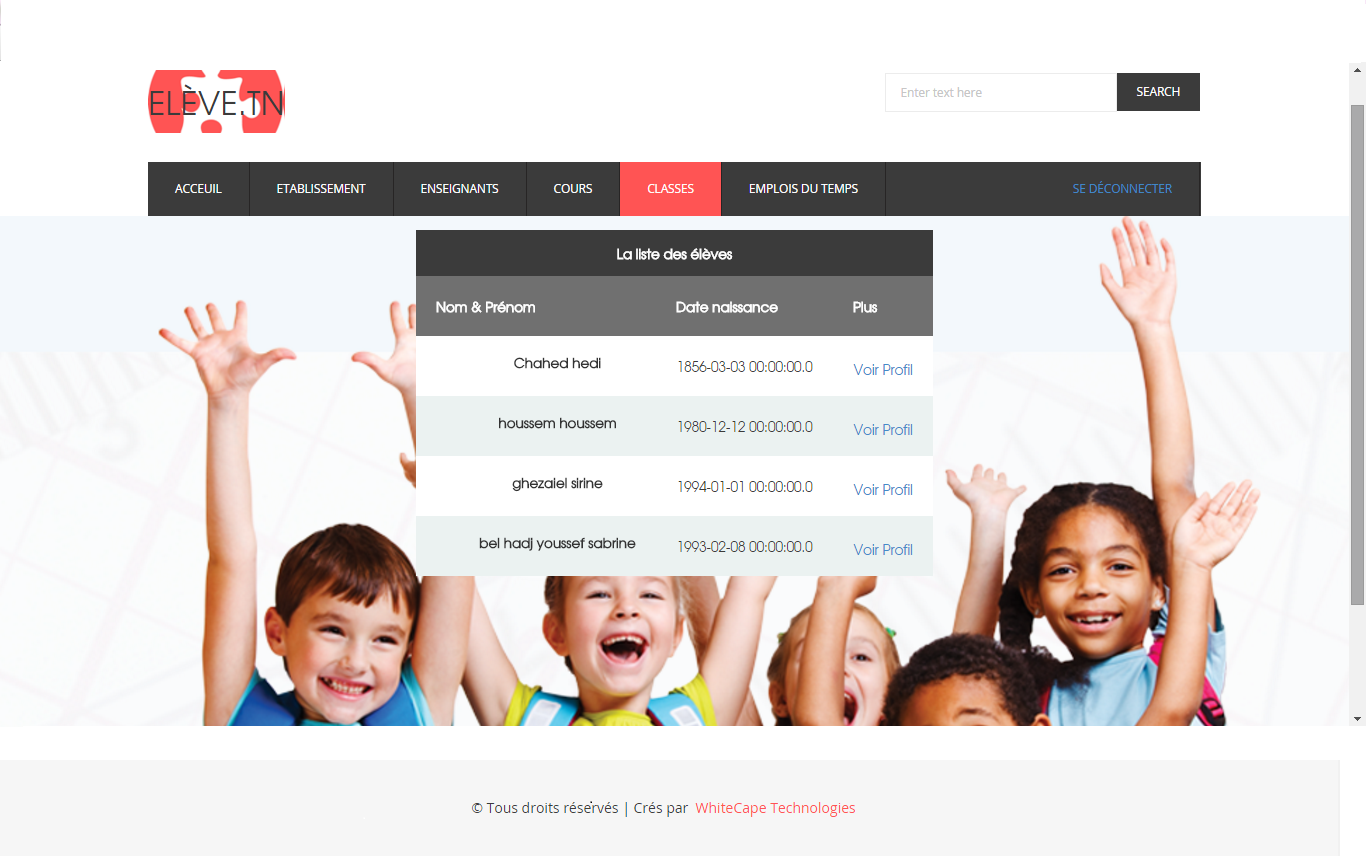 ELÈVE.TN
Enter text here SEARCH
ACCEUIL ETABLISSEMENT ENSEIGNANTS COURS CLASSES EMPLOIS DU TEMPS SE DÉCONNECTER
La liste des élèves
Nom & Prénom Date naissance Plus
Chahed hedi 1856-03-03 00:00:00.0 Voir Profil
houssem houssem 1980-12-12 00:00:00.0 Voir Profil
ghezaiel sirine 1994-01-01 00:00:00.0 Voir Profil
bel hadj youssef sabrine 1993-02-08 00:00:00.0 Voir Profil
© Tous droits réservés | Crés par WhiteCape Technologies